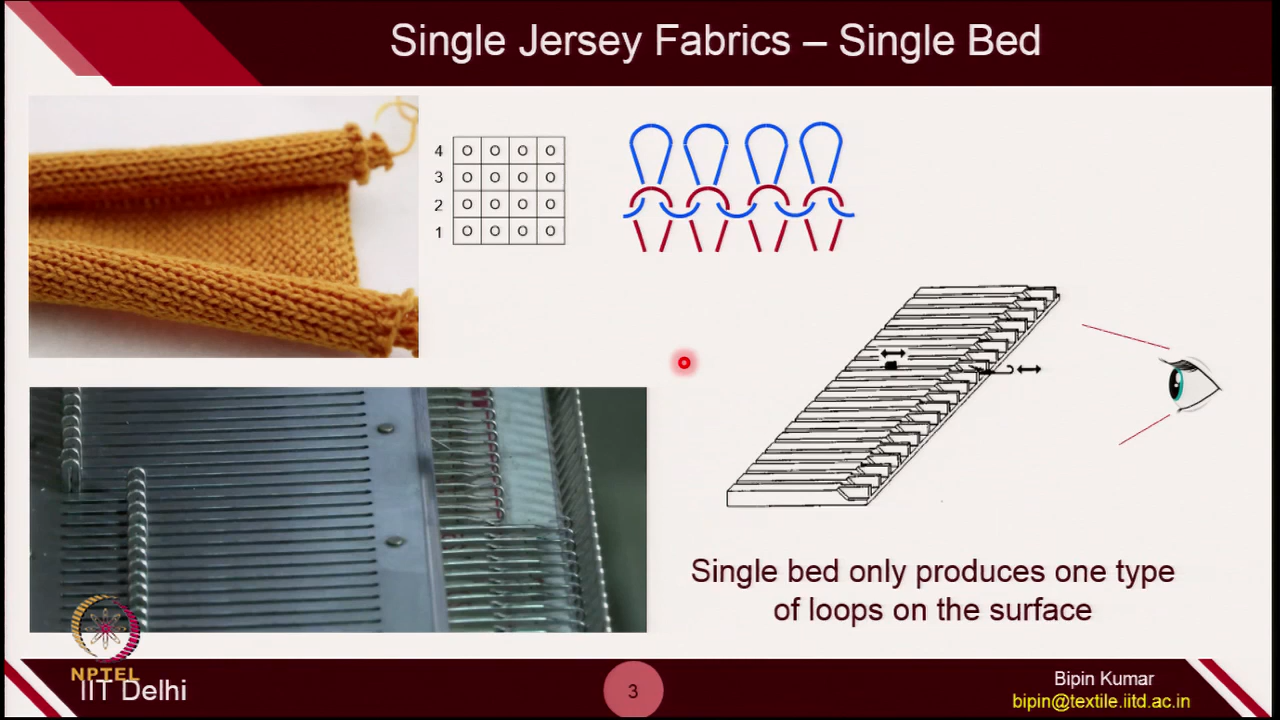 Single Jersey Fabrics – Single Bed
4 O O O O
3 O O O O
2 O O O O
1 O O O O
Single bed only produces one type
of loops on the surface
NPTEL
IIT Delhi
3
Bipin Kumar
bipin@textile.iitd.ac.in